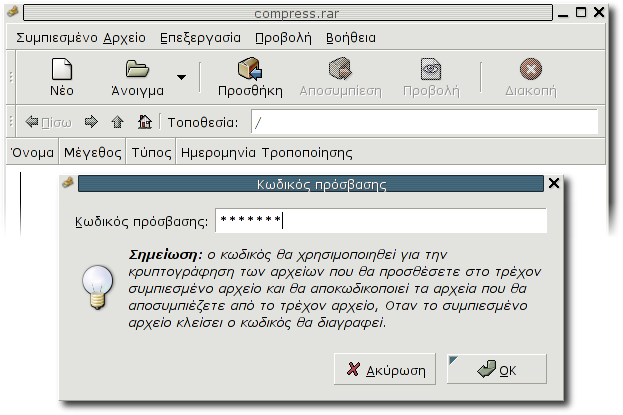 compress.rar
Συμπιεσμένο Αρχείο Επεξεργασία Προβολή Βοήθεια
Νέο Άνοιγμα Προσθήκη Αποσυμπίεση Προβολή Διακοπή
Πίσω Τοποθεσία: /
Όνομα Μέγεθος Τύπος Ημερομηνία Τροποποίησης
Κωδικός πρόσβασης
Κωδικός πρόσβασης: *******
Σημείωση: ο κωδικός θα χρησιμοποιηθεί για την
κρυπτογράφηση των αρχείων που θα προσθέσετε στο τρέχον
συμπιεσμένο αρχείο και θα αποκωδικοποιεί τα αρχεία που θα
αποσυμπιέζετε από το τρέχον αρχείο, Οταν το συμπιεσμένο
αρχείο κλείσει ο κωδικός θα διαγραφεί.
Ακύρωση OK